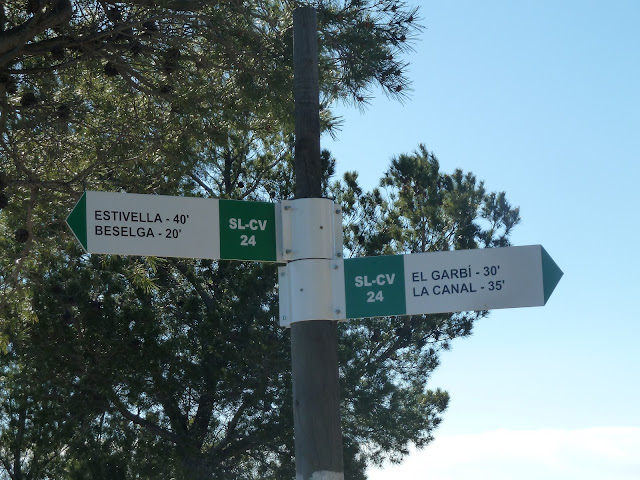 ESTIVELLA - 40'
BESELGA - 20'
SL-CV
24
SL-CV
24
EL GARBÍ - 30'
LA CANAL - 35'